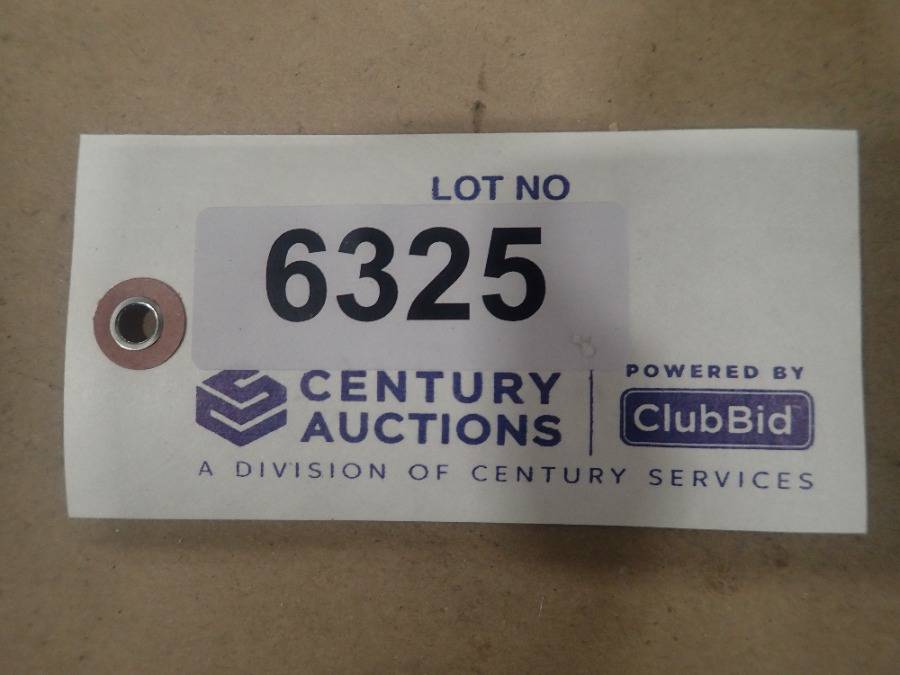 LOT NO
6325
CENTURY
AUCTIONS
POWERED BY
ClubBid
A DIVISION OF CENTURY SERVICES